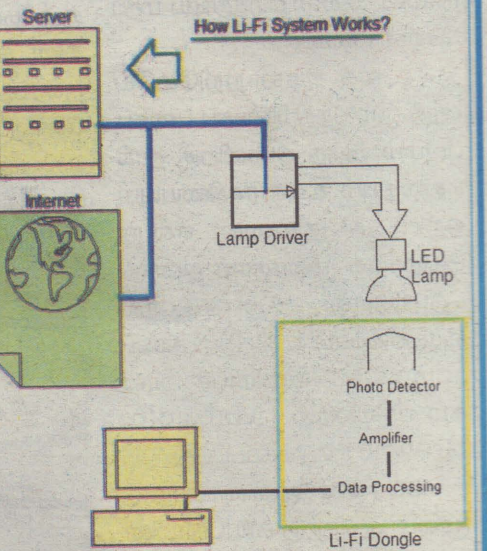 Server
How Li-Fi System Works?
Internet
Lamp Driver
LED
Lamp
Photo Detector
Amplifier
Data Processing
Li-Fi Dongle